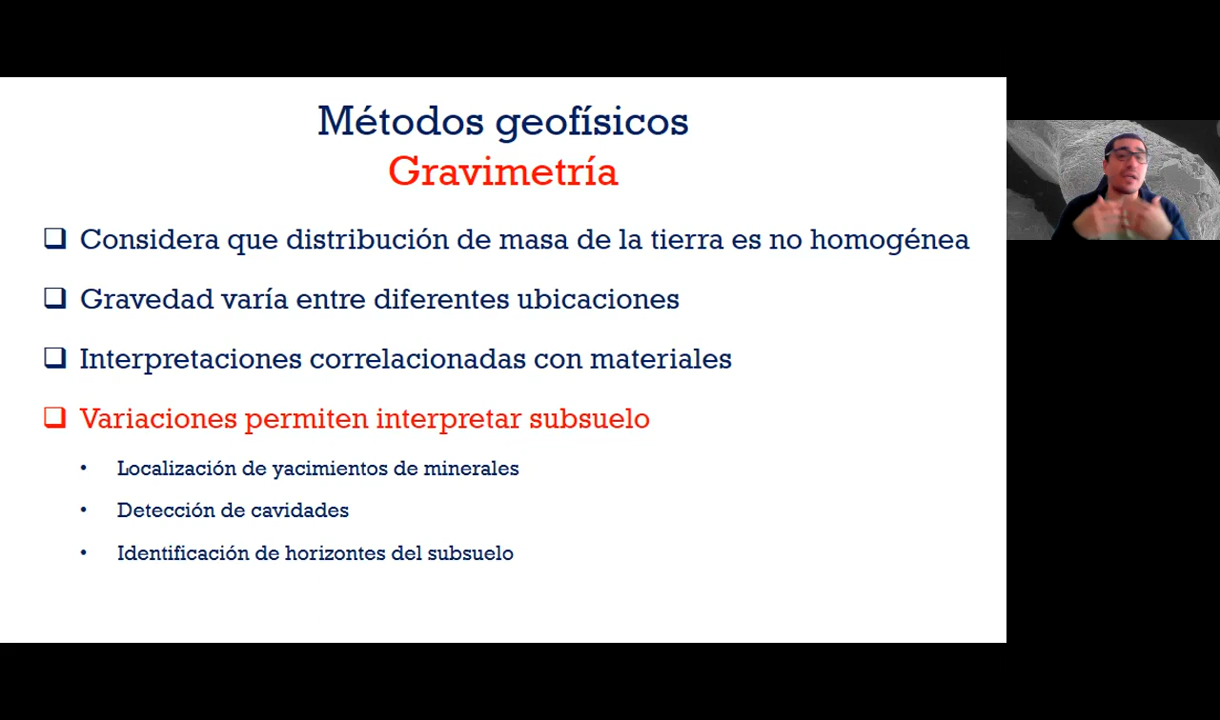 Métodos geofísicos
Gravimetría
❑ Considera que distribución de masa de la tierra es no homogénea
❑ Gravedad varía entre diferentes ubicaciones
❑ Interpretaciones correlacionadas con materiales
❑ Variaciones permiten interpretar subsuelo
• Localización de yacimientos de minerales
• Detección de cavidades
• Identificación de horizontes del subsuelo